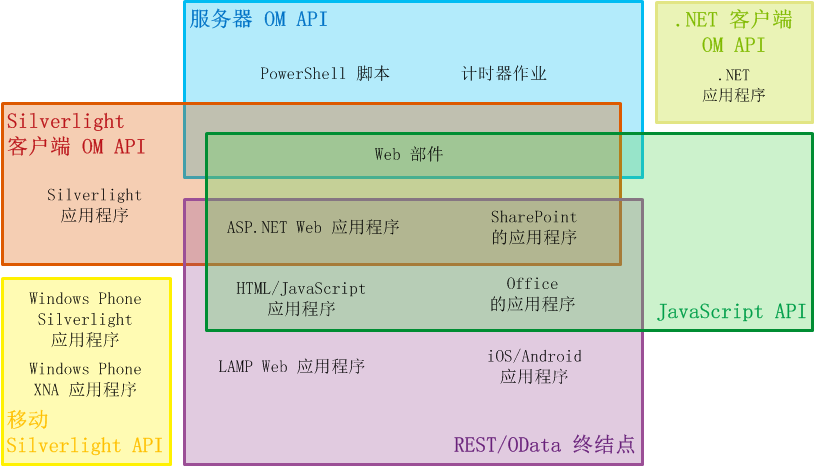 服务器 OM API
PowerShell 脚本
计时器作业
.NET 客户端
OM API
.NET
应用程序
Silverlight
客户端 OM API
Silverlight
应用程序
Web 部件
ASP.NET Web 应用程序
SharePoint
的应用程序
HTML/JavaScript
应用程序
Office
的应用程序
JavaScript API
Windows Phone
Silverlight
应用程序
Windows Phone
XNA 应用程序
移动
Silverlight API
LAMP Web 应用程序
iOS/Android
应用程序
REST/OData 终结点